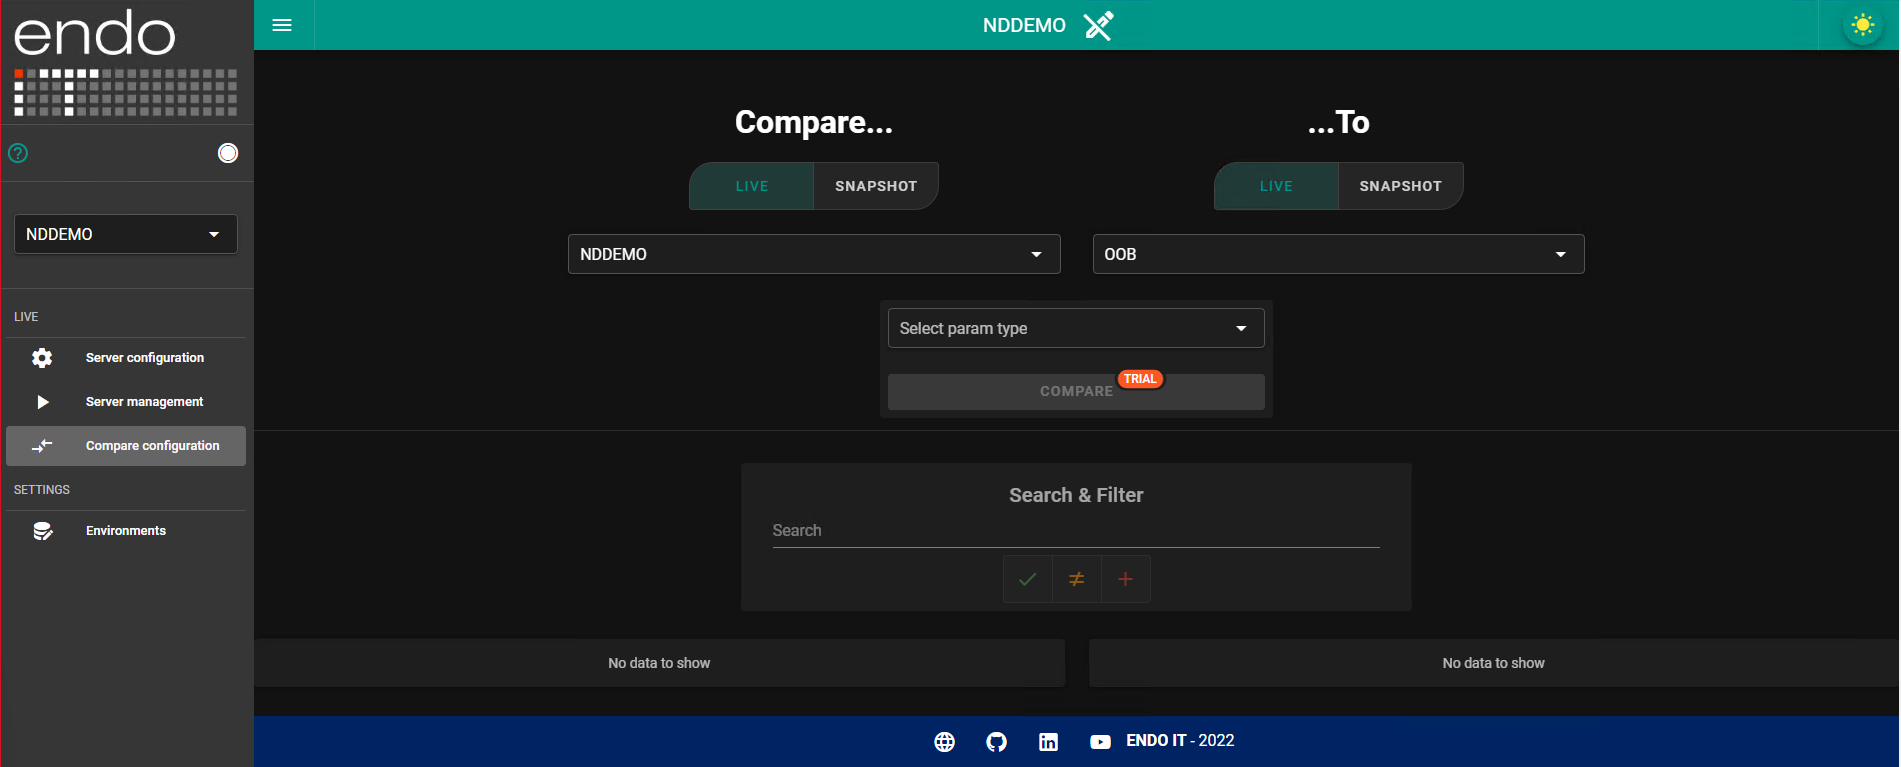 endo
NDDEMO
LIVE
Server configuration
Server management
Compare configuration
SETTINGS
Environments
NDDEMO
Compare...
LIVE
SNAPSHOT
NDDEMO
...To
LIVE
SNAPSHOT
OOB
Select param type
COMPARE
TRIAL
Search & Filter
Search
No data to show
No data to show
ENDO IT - 2022